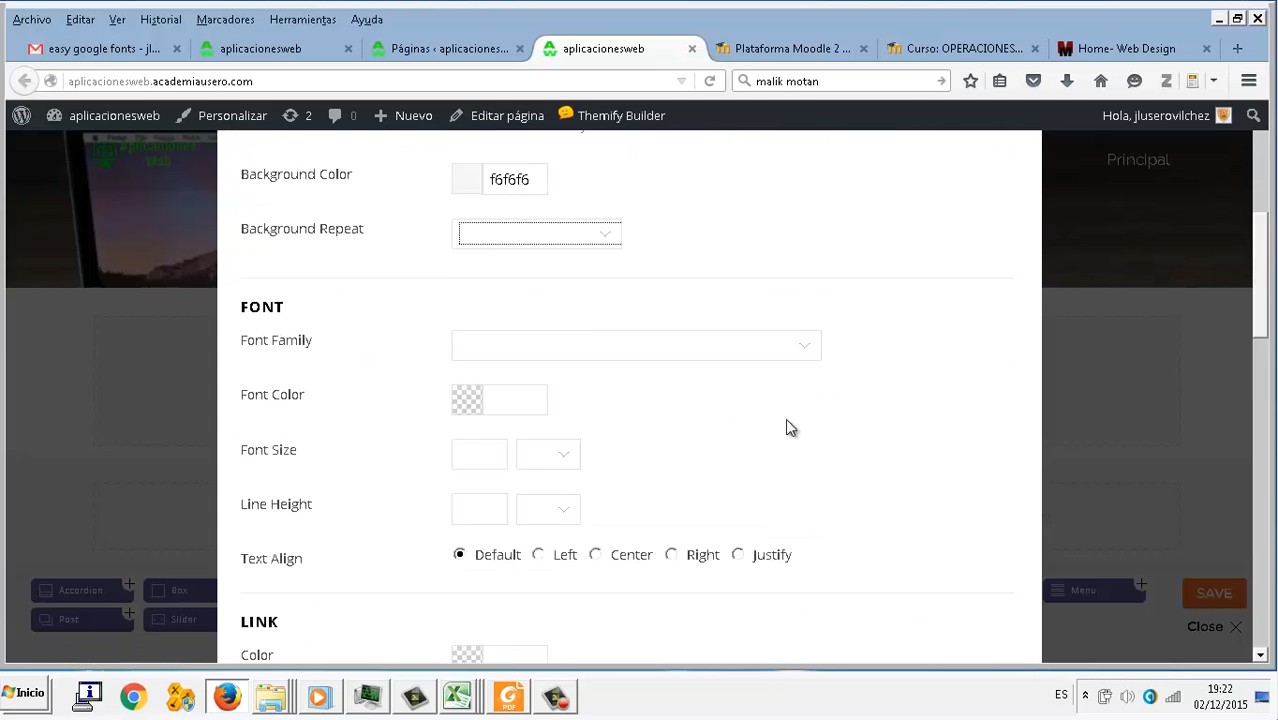 Archivo Editar Ver Historial Marcadores Herramientas Ayuda
easy google fonts - jl... aplicacionesweb Páginas ‹ aplicaciones... aplicacionesweb Plataforma Moodle 2 ... Curso: OPERACIONES... Home- Web Design
aplicacionesweb.academiausero.com malik motan
aplicacionesweb Personalizar 2 0 Nuevo Editar página Themify Builder Hola, jluserovilchez
Aplicaciones
Web
Principal
Background Color f6f6f6
Background Repeat
FONT
Font Family
Font Color
Font Size
Line Height
Text Align Default Left Center Right Justify
Accordion Box Menu SAVE
Post Slider Close
LINK
Color
Inicio ES 19:22
02/12/2015